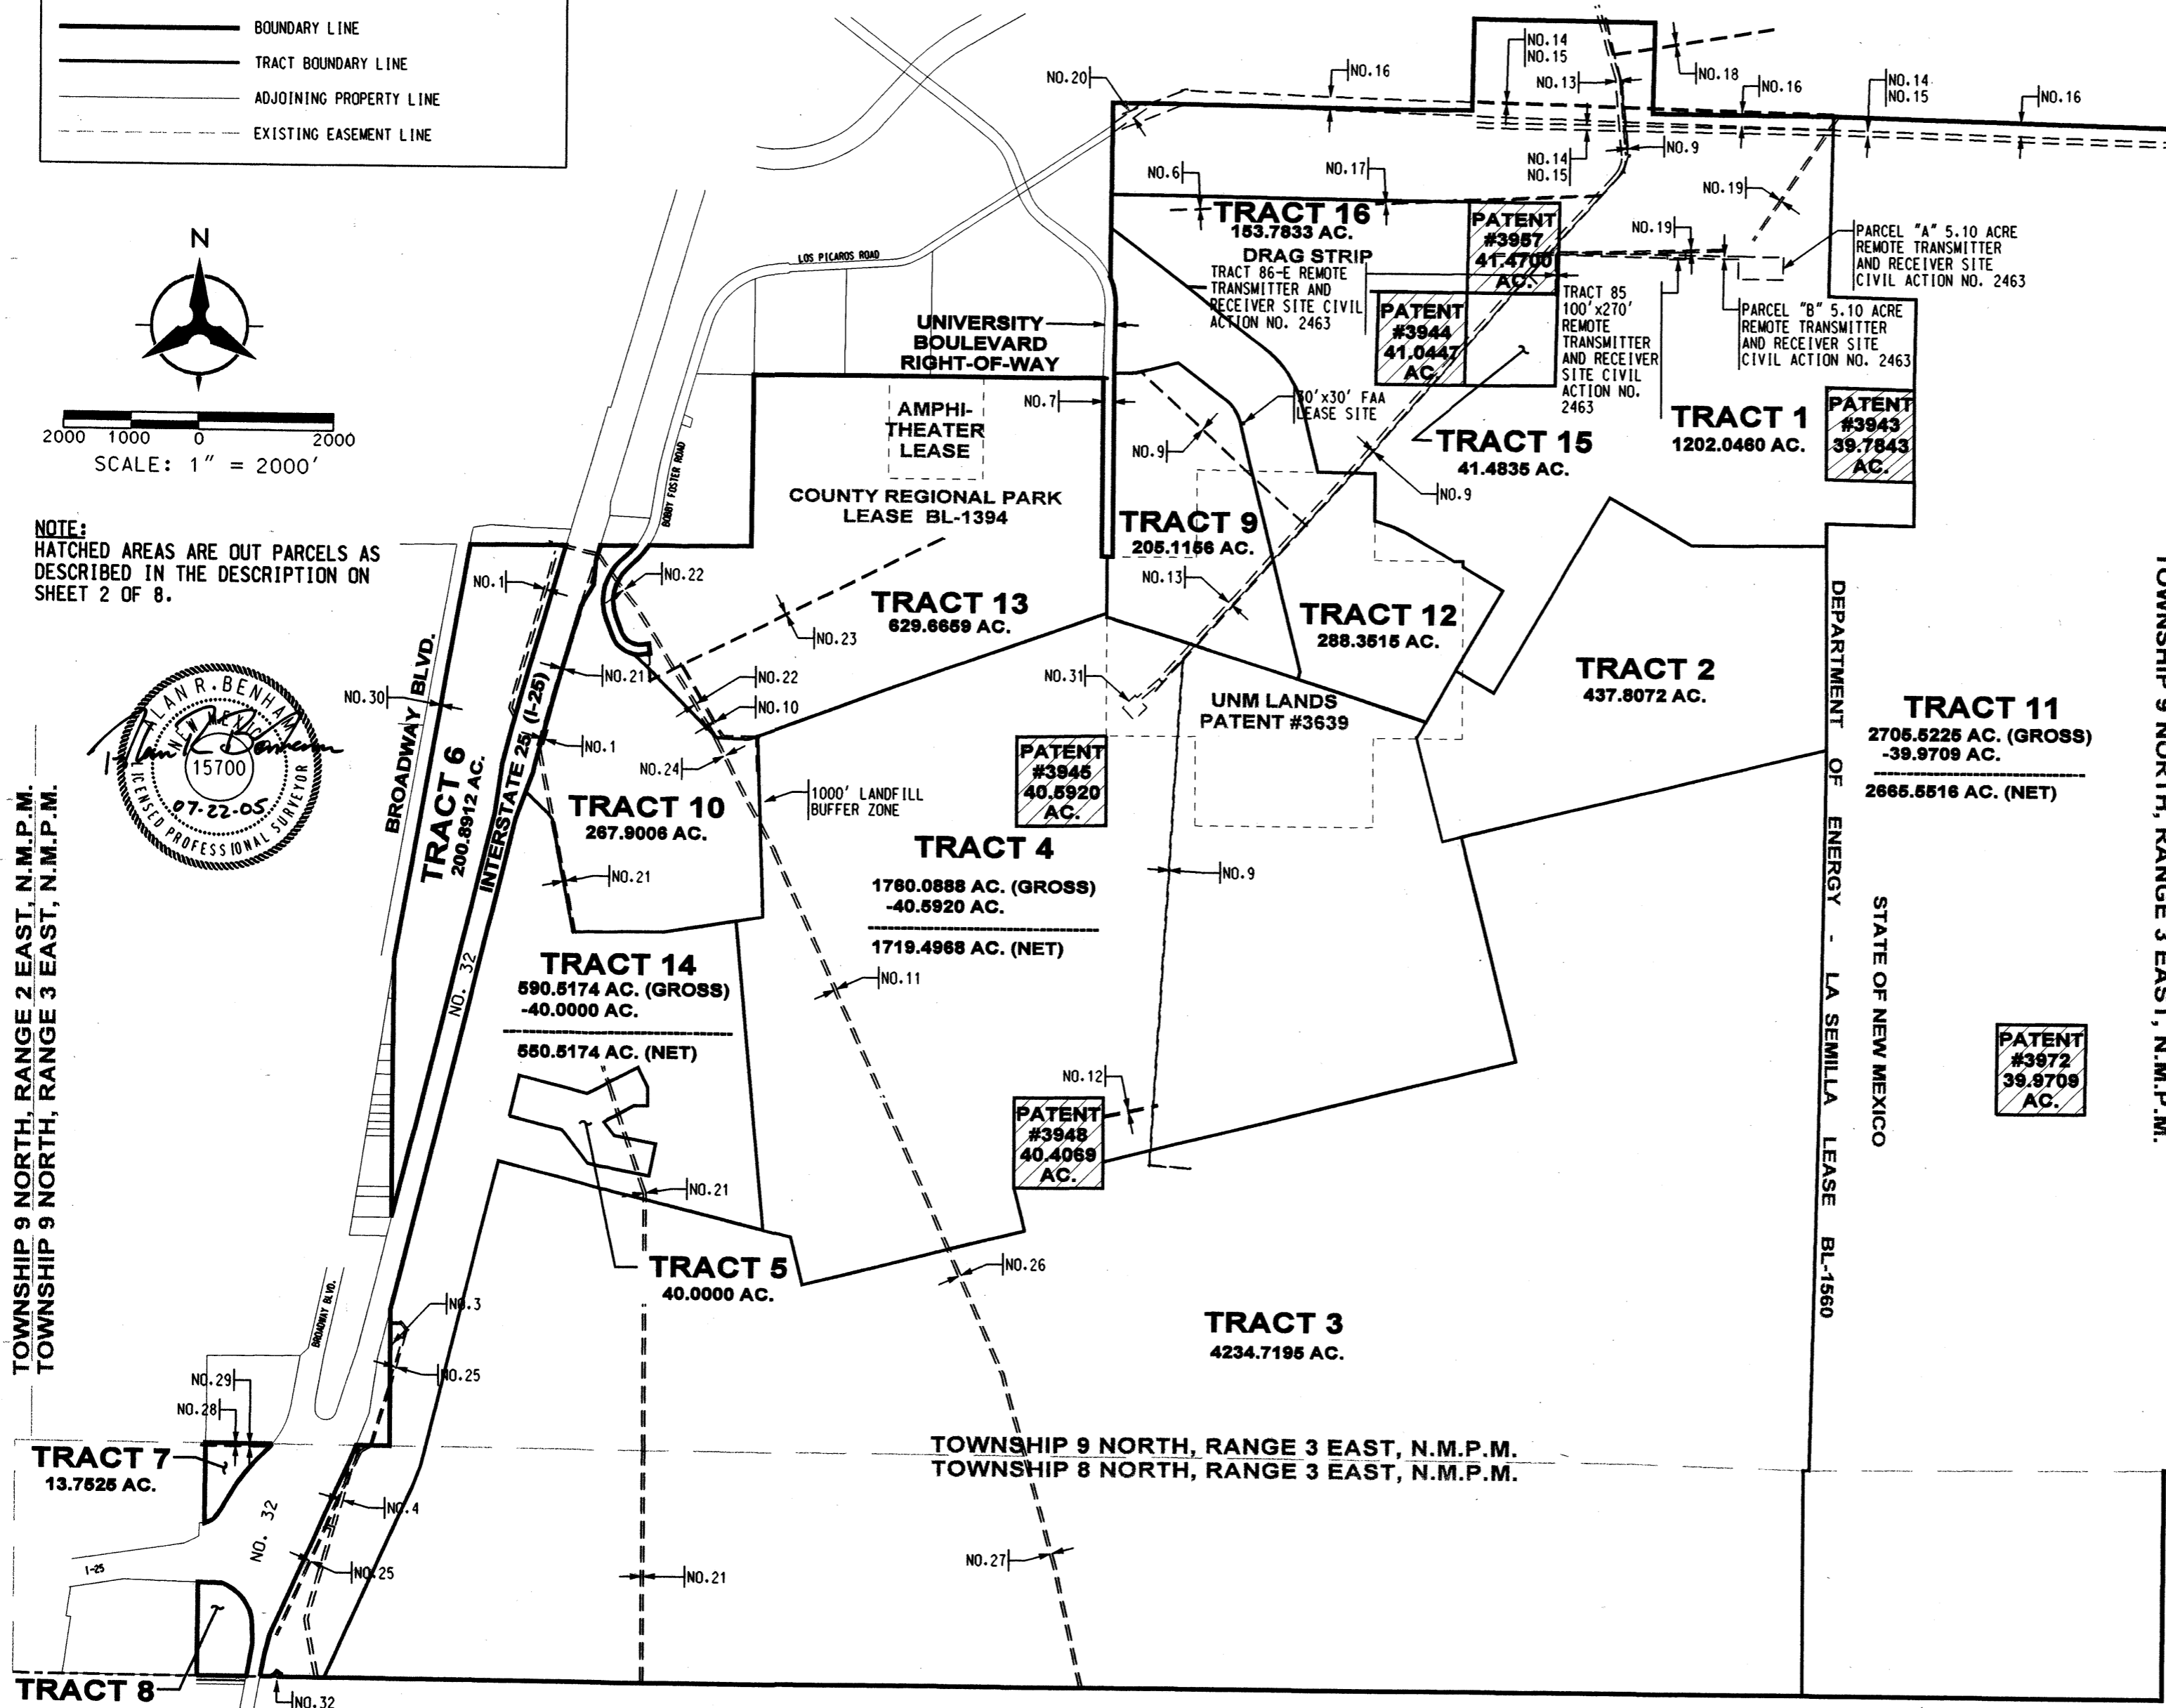 BOUNDARY LINE
TRACT BOUNDARY LINE
ADJOINING PROPERTY LINE
EXISTING EASEMENT LINE
N
2000 1000 0 2000
SCALE: 1" = 2000'
NOTE:
HATCHED AREAS ARE OUT PARCELS AS
DESCRIBED IN THE DESCRIPTION ON
SHEET 2 OF 8.
ALAN R. BENHAM
NEW MEXICO
15700
07-22-05
LICENSED PROFESSIONAL SURVEYOR
TOWNSHIP 9 NORTH, RANGE 2 EAST, N.M.P.M.
TOWNSHIP 9 NORTH, RANGE 3 EAST, N.M.P.M.
NO.20
NO.16
NO.14
NO.15
NO.13
NO.18
NO.16
NO.14
NO.15
NO.16
NO.6
NO.17
NO.14
NO.15
NO.9
NO.19
NO.19
LOS PICAROS ROAD
TRACT 16
153.7833 AC.
DRAG STRIP
TRACT 86-E REMOTE
TRANSMITTER AND
RECEIVER SITE CIVIL
ACTION NO. 2463
PATENT
#3957
41.4700
AC.
PATENT
#3944
41.0447
AC.
TRACT 85
100'x270'
REMOTE
TRANSMITTER
AND RECEIVER
SITE CIVIL
ACTION NO.
2463
PARCEL "A" 5.10 ACRE
REMOTE TRANSMITTER
AND RECEIVER SITE
CIVIL ACTION NO. 2463
PARCEL "B" 5.10 ACRE
REMOTE TRANSMITTER
AND RECEIVER SITE
CIVIL ACTION NO. 2463
UNIVERSITY
BOULEVARD
RIGHT-OF-WAY
NO.7
AMPHI-
THEATER
LEASE
COUNTY REGIONAL PARK
LEASE BL-1394
BOBBY FOSTER ROAD
30'x30' FAA
LEASE SITE
NO.9
TRACT 15
41.4835 AC.
NO.9
TRACT 1
1202.0460 AC.
PATENT
#3943
39.7843
AC.
TRACT 9
205.1156 AC.
NO.13
NO.1
NO.22
NO.23
TRACT 13
629.6659 AC.
TRACT 12
288.3515 AC.
TRACT 2
437.8072 AC.
NO.30
BROADWAY BLVD.
NO.21
NO.22
NO.10
NO.1
NO.24
NO.31
UNM LANDS
PATENT #3639
TRACT 6
200.8912 AC.
INTERSTATE 25 (I-25)
TRACT 10
267.9006 AC.
1000' LANDFILL
BUFFER ZONE
PATENT
#3945
40.5920
AC.
NO.21
TRACT 4
1760.0888 AC. (GROSS)
-40.5920 AC.
1719.4968 AC. (NET)
NO.9
TRACT 11
2705.5225 AC. (GROSS)
-39.9709 AC.
2665.5516 AC. (NET)
DEPARTMENT OF ENERGY - LA SEMILLA LEASE BL-1560
STATE OF NEW MEXICO
TOWNSHIP 9 NORTH, RANGE 3 EAST, N.M.P.M.
NO. 32
TRACT 14
590.5174 AC. (GROSS)
-40.0000 AC.
550.5174 AC. (NET)
NO.11
NO.12
PATENT
#3948
40.4069
AC.
PATENT
#3972
39.9709
AC.
NO.21
TRACT 5
40.0000 AC.
NO.26
BROADWAY BLVD.
NO.3
NO.25
TRACT 3
4234.7195 AC.
NO.29
NO.28
TRACT 7
13.7525 AC.
TOWNSHIP 9 NORTH, RANGE 3 EAST, N.M.P.M.
TOWNSHIP 8 NORTH, RANGE 3 EAST, N.M.P.M.
NO. 32
NO.4
I-25
NO.25
NO.21
NO.27
TRACT 8
NO.32